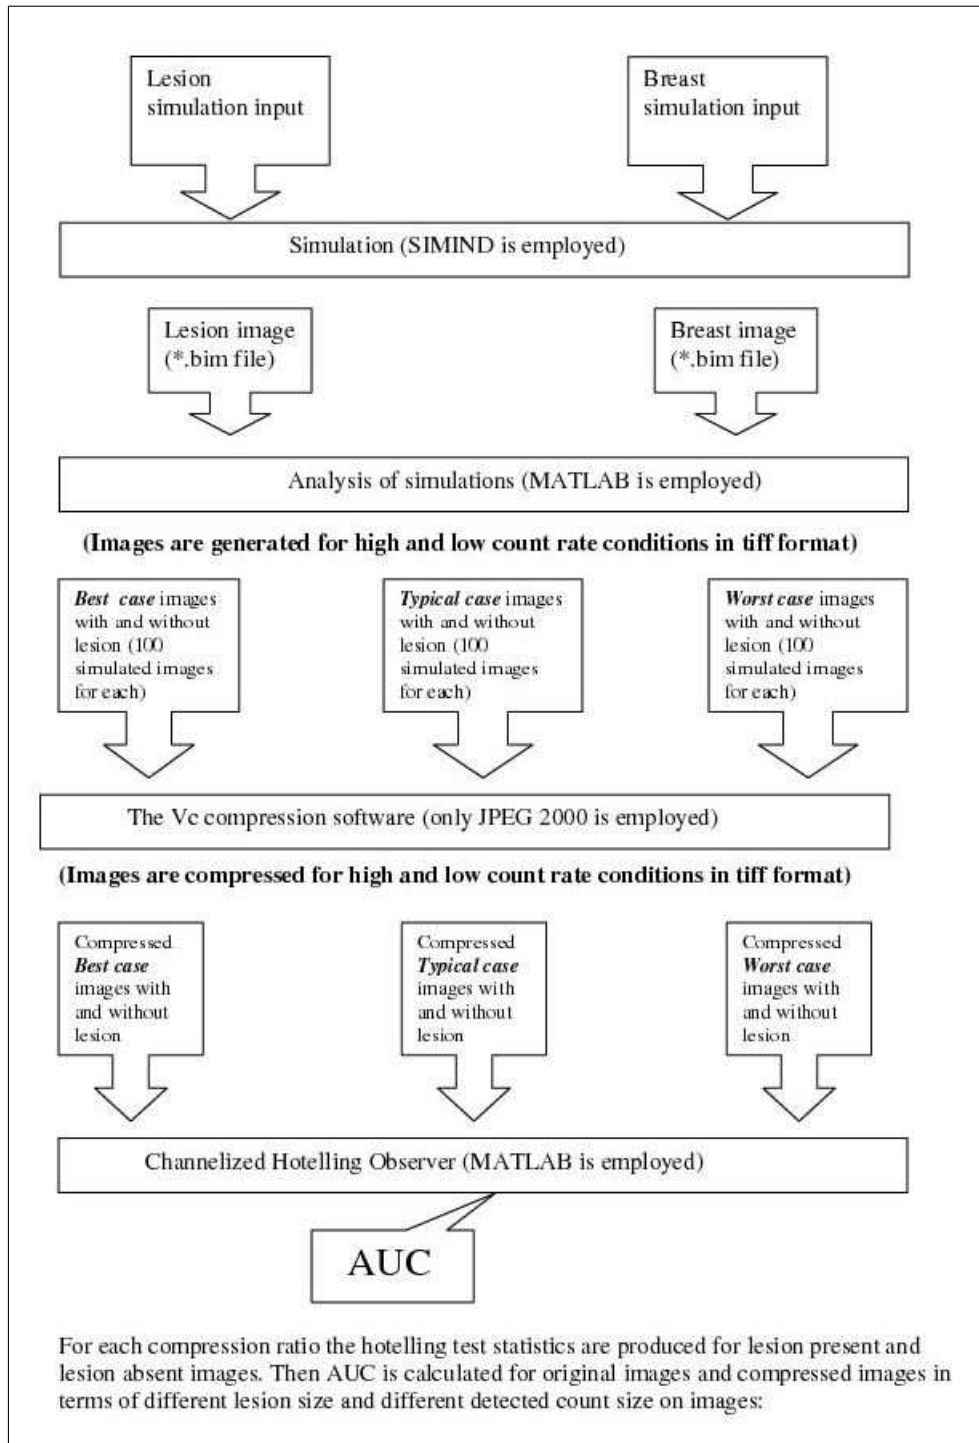 Lesion
simulation input
Breast
simulation input
Simulation (SIMIND is employed)
Lesion image
(*.bim file)
Breast image
(*.bim file)
Analysis of simulations (MATLAB is employed)
(Images are generated for high and low count rate conditions in tiff format)
Best case images
with and without
lesion (100
simulated images
for each)
Typical case images
with and without
lesion (100
simulated images
for each)
Worst case images
with and without
lesion (100
simulated images
for each)
The Vc compression software (only JPEG 2000 is employed)
(Images are compressed for high and low count rate conditions in tiff format)
Compressed
Best case
images with
and without
lesion
Compressed
Typical case
images with
and without
lesion
Compressed
Worst case
images with
and without
lesion
Channelized Hotelling Observer (MATLAB is employed)
AUC
For each compression ratio the hotelling test statistics are produced for lesion present and
lesion absent images. Then AUC is calculated for original images and compressed images in
terms of different lesion size and different detected count size on images: